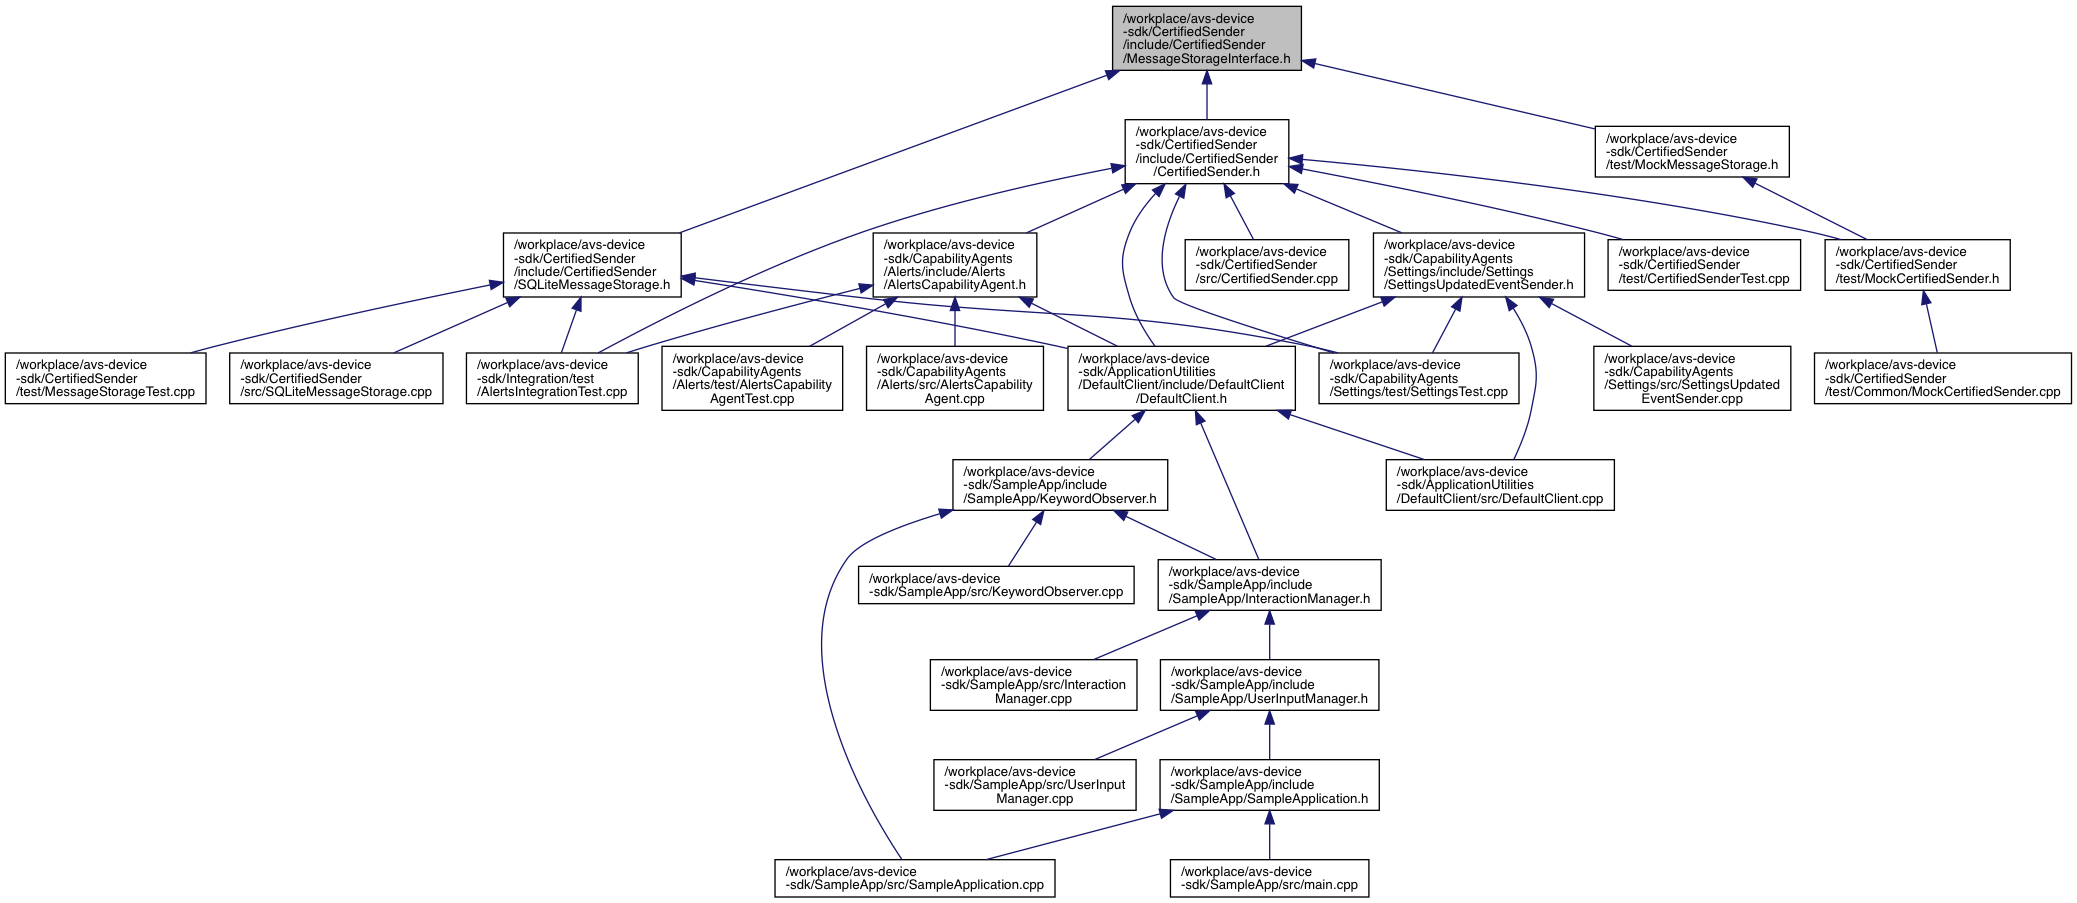 /workplace/avs-device
-sdk/CertifiedSender
/include/CertifiedSender
/MessageStorageInterface.h
/workplace/avs-device
-sdk/CertifiedSender
/include/CertifiedSender
/CertifiedSender.h
/workplace/avs-device
-sdk/CertifiedSender
/test/MockMessageStorage.h
/workplace/avs-device
-sdk/CertifiedSender
/include/CertifiedSender
/SQLiteMessageStorage.h
/workplace/avs-device
-sdk/CapabilityAgents
/Alerts/include/Alerts
/AlertsCapabilityAgent.h
/workplace/avs-device
-sdk/CertifiedSender
/src/CertifiedSender.cpp
/workplace/avs-device
-sdk/CapabilityAgents
/Settings/include/Settings
/SettingsUpdatedEventSender.h
/workplace/avs-device
-sdk/CertifiedSender
/test/CertifiedSenderTest.cpp
/workplace/avs-device
-sdk/CertifiedSender
/test/MockCertifiedSender.h
/workplace/avs-device
-sdk/CertifiedSender
/test/MessageStorageTest.cpp
/workplace/avs-device
-sdk/CertifiedSender
/src/SQLiteMessageStorage.cpp
/workplace/avs-device
-sdk/Integration/test
/AlertsIntegrationTest.cpp
/workplace/avs-device
-sdk/CapabilityAgents
/Alerts/test/AlertsCapability
AgentTest.cpp
/workplace/avs-device
-sdk/CapabilityAgents
/Alerts/src/AlertsCapability
Agent.cpp
/workplace/avs-device
-sdk/ApplicationUtilities
/DefaultClient/include/DefaultClient
/DefaultClient.h
/workplace/avs-device
-sdk/CapabilityAgents
/Settings/test/SettingsTest.cpp
/workplace/avs-device
-sdk/CapabilityAgents
/Settings/src/SettingsUpdated
EventSender.cpp
/workplace/avs-device
-sdk/CertifiedSender
/test/Common/MockCertifiedSender.cpp
/workplace/avs-device
-sdk/SampleApp/include
/SampleApp/KeywordObserver.h
/workplace/avs-device
-sdk/ApplicationUtilities
/DefaultClient/src/DefaultClient.cpp
/workplace/avs-device
-sdk/SampleApp/src/KeywordObserver.cpp
/workplace/avs-device
-sdk/SampleApp/include
/SampleApp/InteractionManager.h
/workplace/avs-device
-sdk/SampleApp/src/Interaction
Manager.cpp
/workplace/avs-device
-sdk/SampleApp/include
/SampleApp/UserInputManager.h
/workplace/avs-device
-sdk/SampleApp/src/UserInput
Manager.cpp
/workplace/avs-device
-sdk/SampleApp/include
/SampleApp/SampleApplication.h
/workplace/avs-device
-sdk/SampleApp/src/SampleApplication.cpp
/workplace/avs-device
-sdk/SampleApp/src/main.cpp